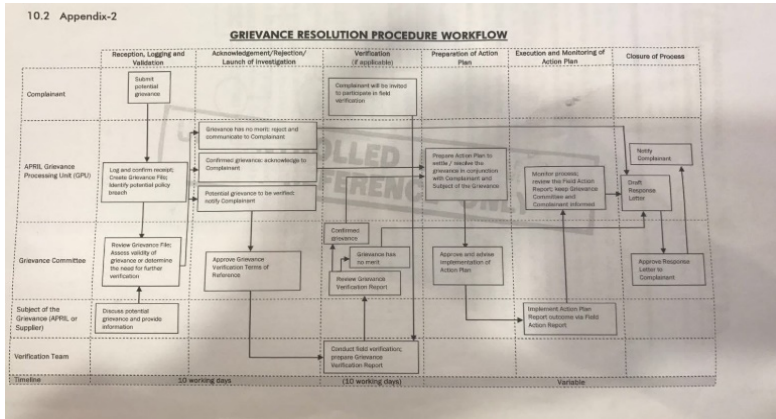 10.2 Appendix-2
GRIEVANCE RESOLUTION PROCEDURE WORKFLOW
Reception, Logging and
Validation
Acknowledgement/Rejection/
Launch of Investigation
Verification
(if applicable)
Preparation of Action
Plan
Execution and Monitoring of
Action Plan
Closure of Process
Complainant
Submit
potential
grievance
Complainant will be invited
to participate in field
verification
APRIL Grievance
Processing Unit (GPU)
Log and confirm receipt;
Create Grievance File;
Identify potential policy
breach
Grievance has no merit; reject and
communicate to Complainant
Confirmed grievance: acknowledge to
Complainant
Potential grievance to be verified;
notify Complainant
Prepare Action Plan to
settle / resolve the
grievance in conjunction
with Complainant and
Subject of the Grievance
Monitor process;
review the Field Action
Report; keep Grievance
Committee and
Complainant informed
Notify
Complainant
Draft
Response
Letter
Grievance Committee
Review Grievance File;
Assess validity of
grievance or determine
the need for further
verification
Approve Grievance
Verification Terms of
Reference
Confirmed
grievance
Grievance has
no merit
Review Grievance
Verification Report
Approve and advise
implementation of
Action Plan
Approve Response
Letter to
Complainant
Subject of the
Grievance (APRIL or
Supplier)
Discuss potential
grievance and provide
information
Implement Action Plan
Report outcome via Field
Action Report
Verification Team
Conduct field verification;
prepare Grievance
Verification Report
Timeline
10 working days
(10 working days)
Variable